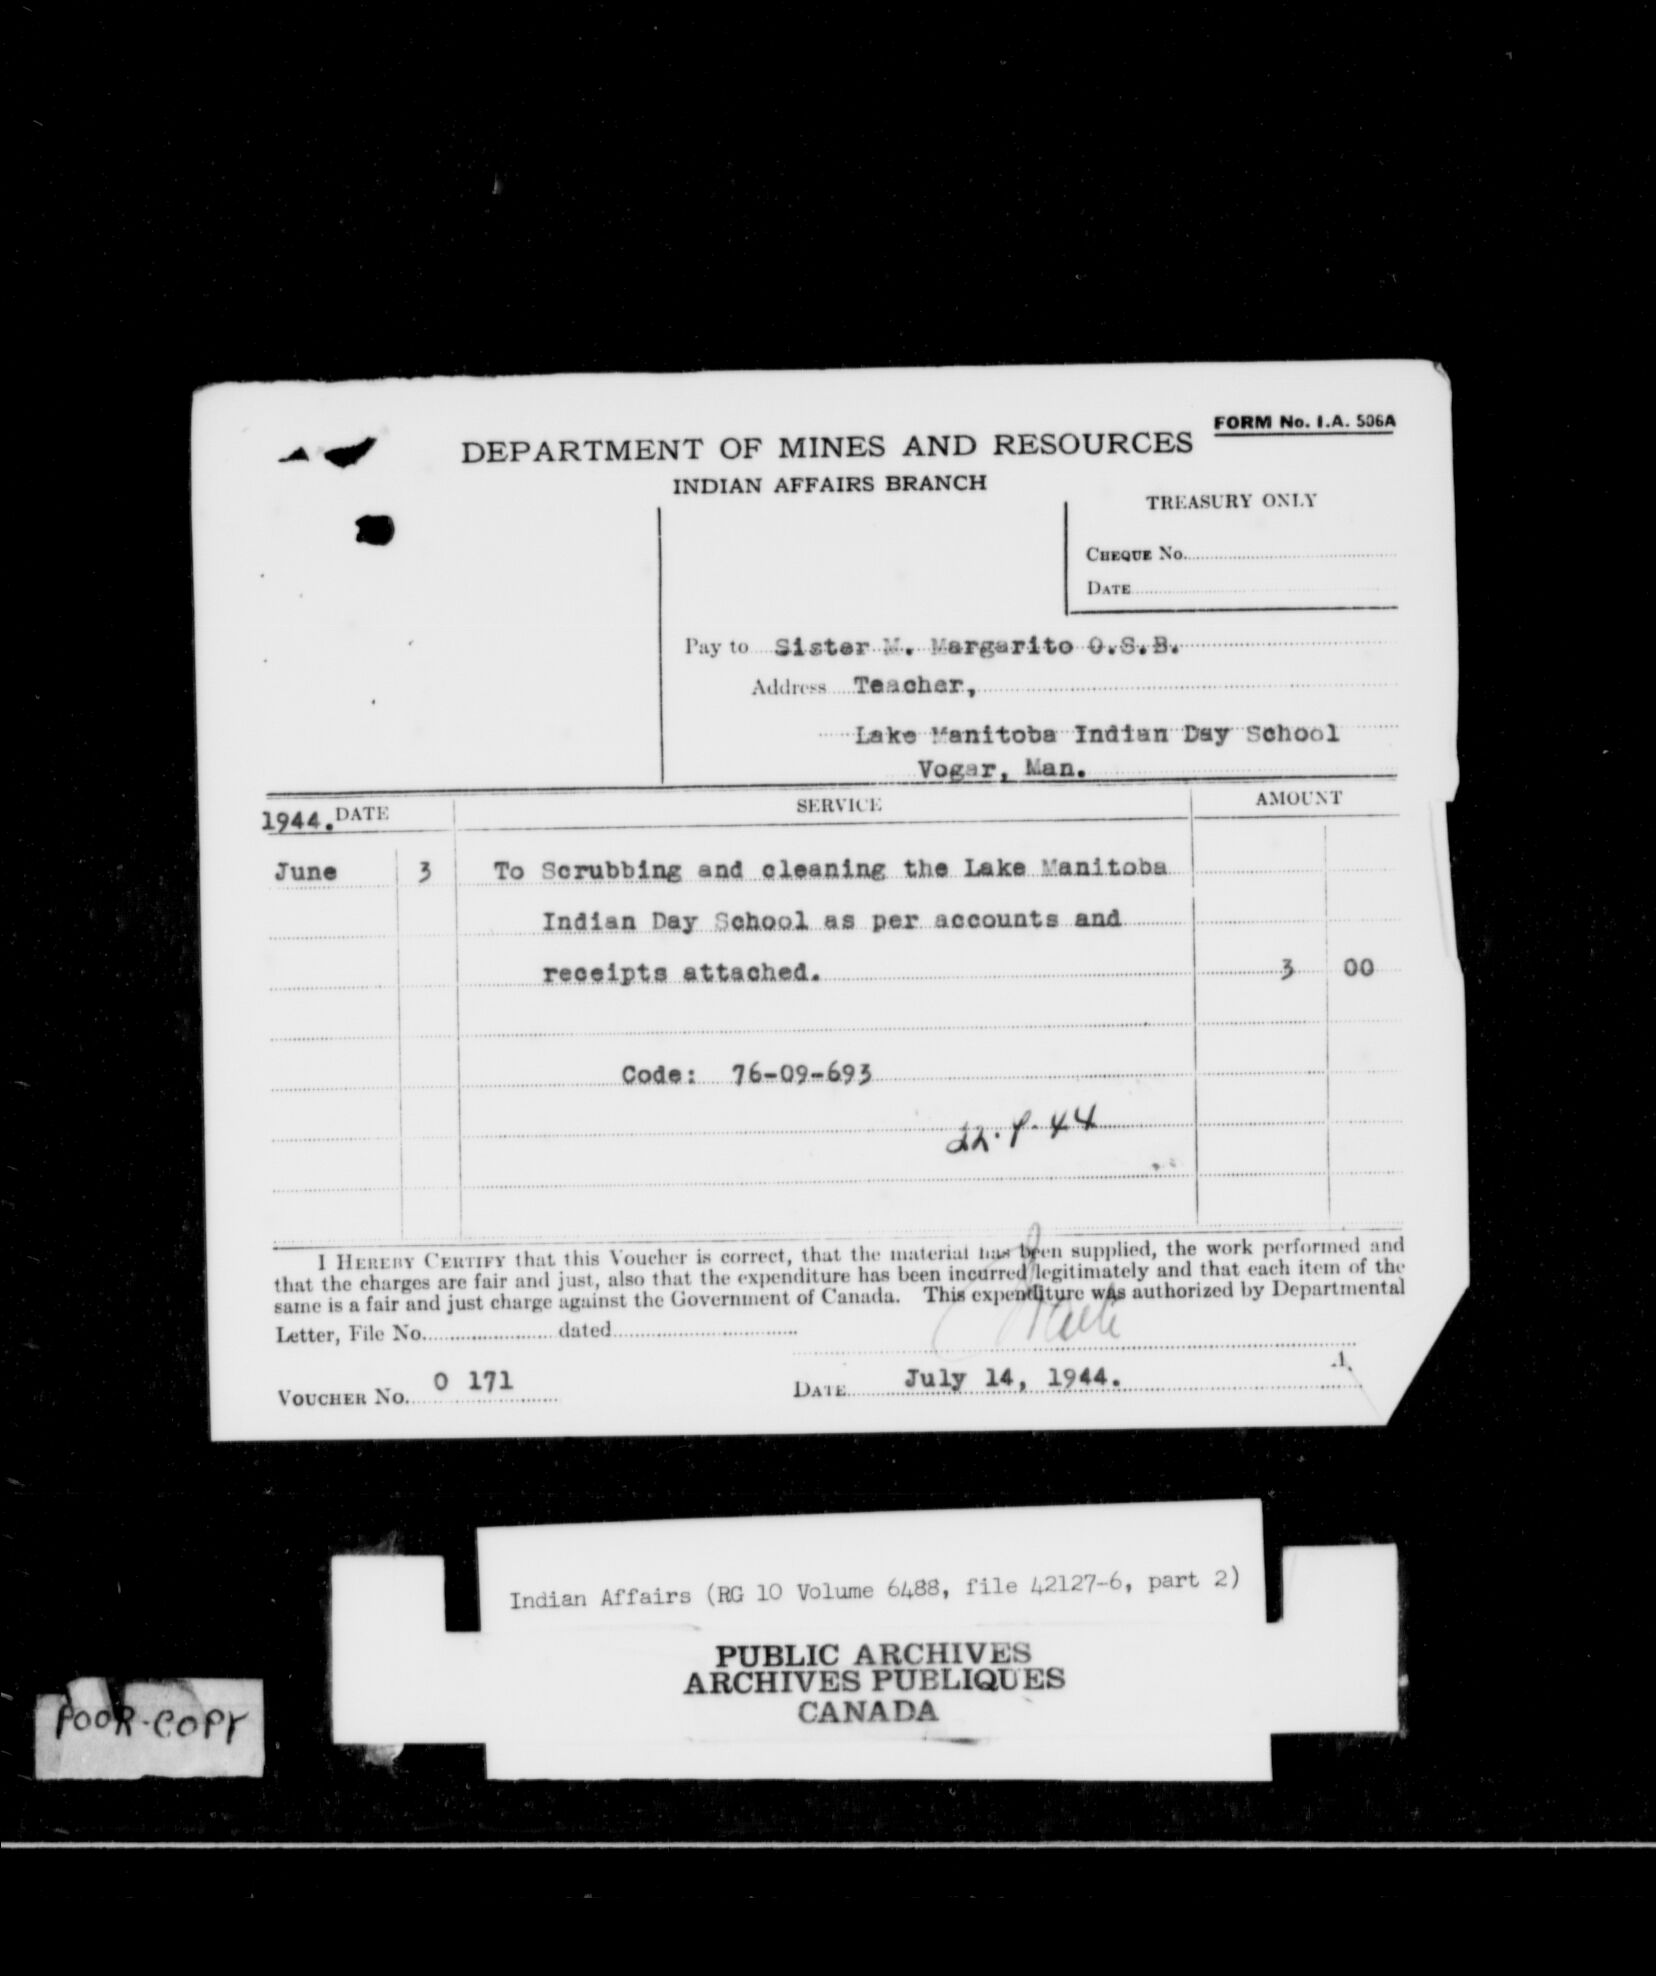 FORM No. I.A. 506A
DEPARTMENT OF MINES AND RESOURCES
INDIAN AFFAIRS BRANCH
TREASURY ONLY
CHEQUE No.
DATE
Pay to Sister M. Margarito O.S.B.
Address Teacher,
Lake Manitoba Indian Day School
Vogar, Man.
1944. DATE SERVICE AMOUNT
June 3 To Scrubbing and cleaning the Lake Manitoba
Indian Day School as per accounts and
receipts attached. 3 00
Code: 76-09-693
I HEREBY CERTIFY that this Voucher is correct, that the material has been supplied, the work performed and
that the charges are fair and just, also that the expenditure has been incurred legitimately and that each item of the
same is a fair and just charge against the Government of Canada. This expenditure was authorized by Departmental
Letter, File No. dated
VOUCHER No. O 171 DATE July 14, 1944.
Indian Affairs (RG 10 Volume 6488, file 42127-6, part 2)
PUBLIC ARCHIVES
ARCHIVES PUBLIQUES
CANADA
POOR COPY